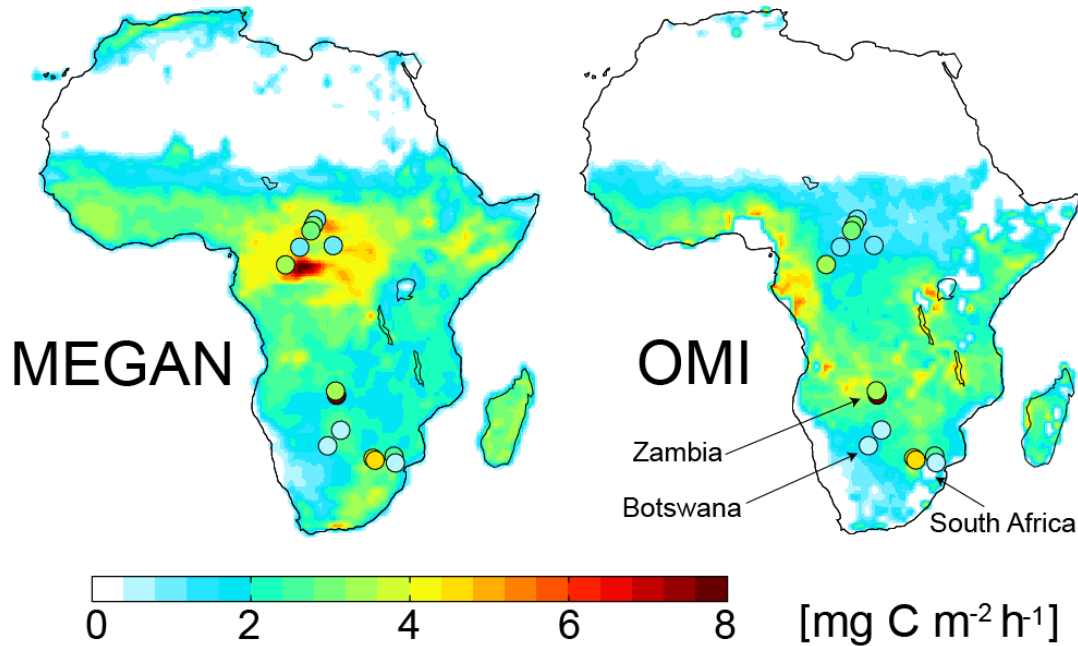 MEGAN
OMI
Zambia
Botswana
South Africa
0 2 4 6 8 [mg C m⁻² h⁻¹]